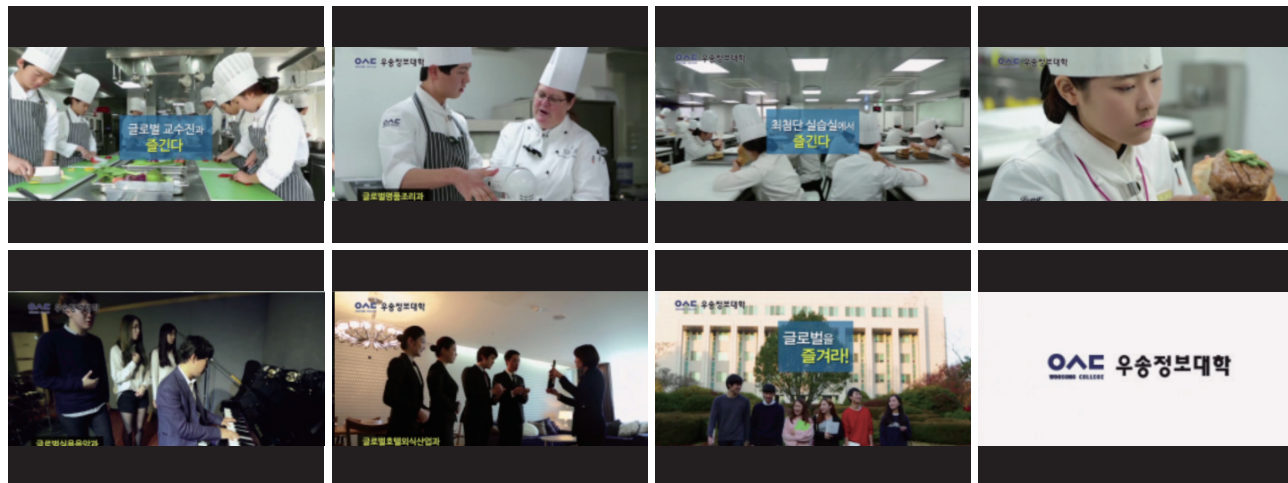 글로벌 교수진과
즐긴다
우송정보대학
글로벌명품조리과
우송정보대학
최첨단 실습실에서
즐긴다
우송정보대학
우송정보대학
글로벌실용음악과
우송정보대학
글로벌호텔외식산업과
우송정보대학
글로벌을
즐겨라!
우송정보대학
WOOSONG COLLEGE